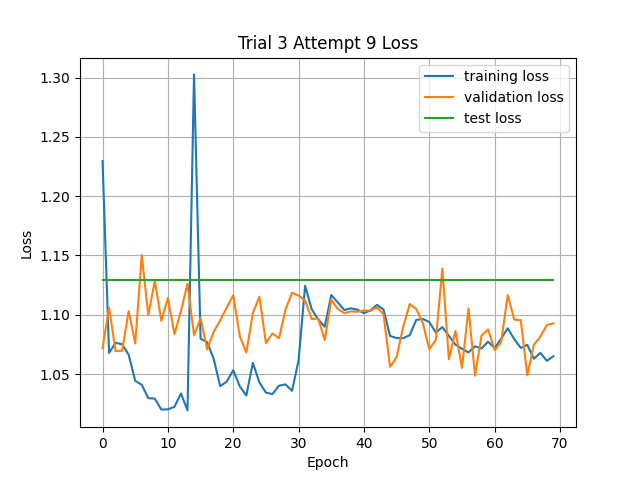 Trial 3 Attempt 9 Loss
training loss
validation loss
test loss
1.30
1.25
1.20
1.15
1.10
1.05
Loss
0 10 20 30 40 50 60 70
Epoch